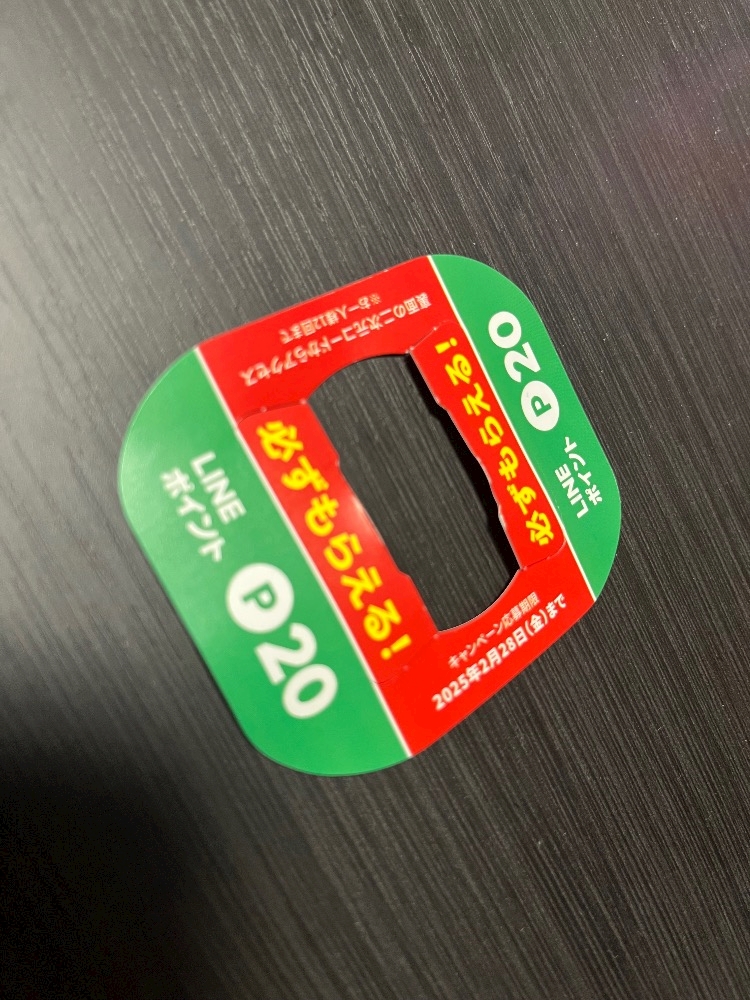 LINE
ポイント
P20
必ずもらえる!
表面の二次元コードからアクセス
※お一人様12回まで
キャンペーン応募期限
2025年2月28日(金)まで
必ずもらえる!
LINE
ポイント
P20